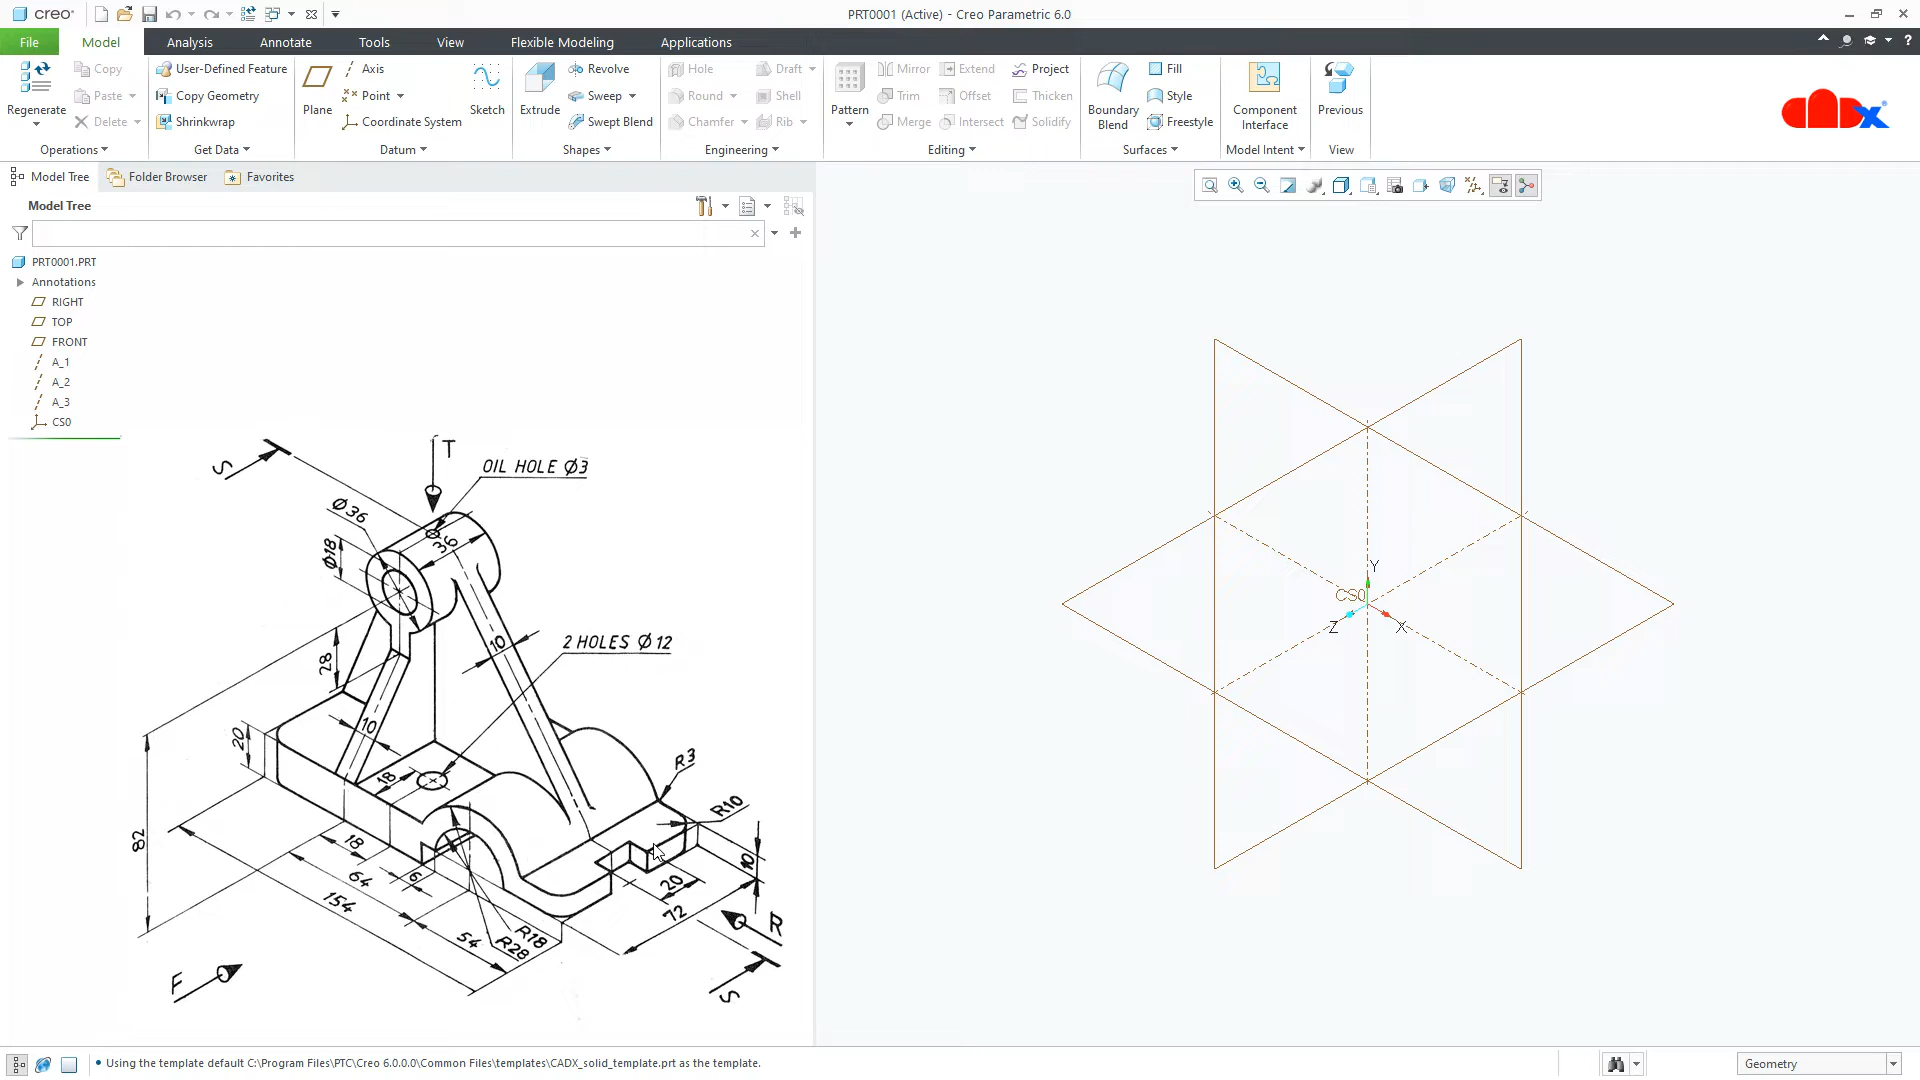 creo
PRT0001 (Active) - Creo Parametric 6.0
File
Model
Analysis
Annotate
Tools
View
Flexible Modeling
Applications
Regenerate
Copy
Paste
Delete
Operations
User-Defined Feature
Copy Geometry
Shrinkwrap
Get Data
Plane
Axis
Point
Coordinate System
Sketch
Datum
Extrude
Revolve
Sweep
Swept Blend
Shapes
Hole
Draft
Round
Shell
Chamfer
Rib
Engineering
Pattern
Mirror
Extend
Project
Trim
Offset
Thicken
Merge
Intersect
Solidify
Editing
Boundary
Blend
Fill
Style
Freestyle
Surfaces
Component
Interface
Model Intent
Previous
View
CADX
Model Tree
Folder Browser
Favorites
Model Tree
PRT0001.PRT
Annotations
RIGHT
TOP
FRONT
A_1
A_2
A_3
CS0
S
T
OIL HOLE Ø3
Ø36
Ø18
36
10
2 HOLES Ø12
28
10
20
18
R3
R10
82
18
64
6
154
54
R18
R28
20
72
10
R
F
S
Y
CS0
Z
X
Using the template default C:\Program Files\PTC\Creo 6.0.0.0\Common Files\templates\CADX_solid_template.prt as the template.
Geometry